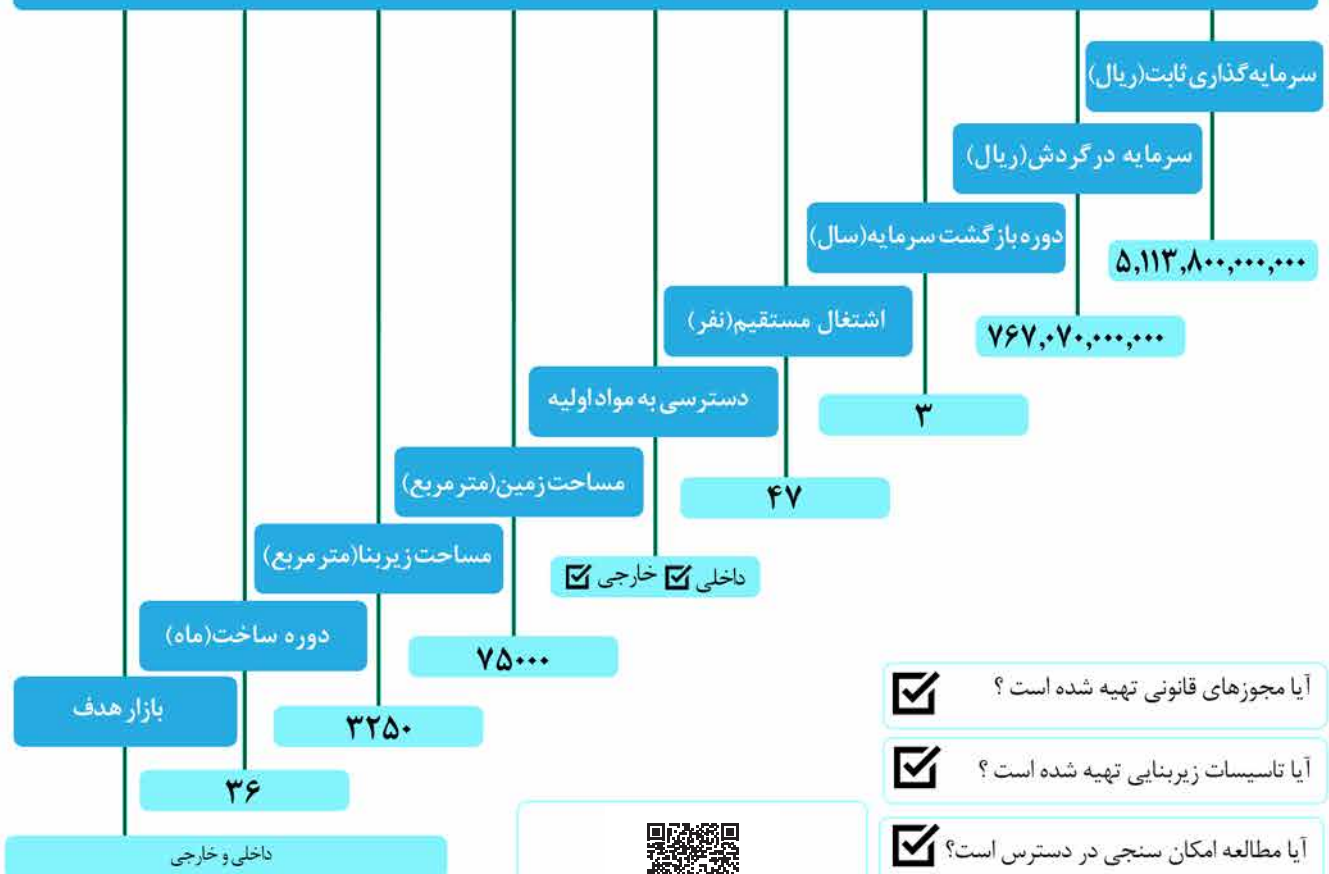 سرمایه‌گذاری ثابت(ریال)
۵,۱۱۳,۸۰۰,۰۰۰,۰۰۰
سرمایه در گردش(ریال)
۷۶۷,۰۷۰,۰۰۰,۰۰۰
دوره بازگشت سرمایه(سال)
۳
اشتغال مستقیم(نفر)
۴۷
دسترسی به مواد اولیه
داخلی خارجی
مساحت زمین(متر مربع)
۷۵۰۰۰
مساحت زیربنا(متر مربع)
۳۲۵۰
دوره ساخت(ماه)
۳۶
بازار هدف
داخلی و خارجی
آیا مجوزهای قانونی تهیه شده است ؟
آیا تاسیسات زیربنایی تهیه شده است ؟
آیا مطالعه امکان سنجی در دسترس است؟